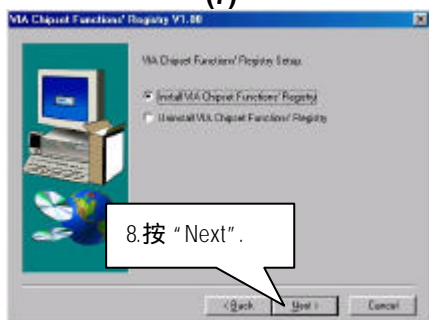 (7)
VIA Chipset Functions' Registry V1.00
VIA Chipset Functions' Registry Setup.
Install VIA Chipset Functions' Registry
Uninstall VIA Chipset Functions' Registry
8.按 “Next”.
<Back
Next >
Cancel